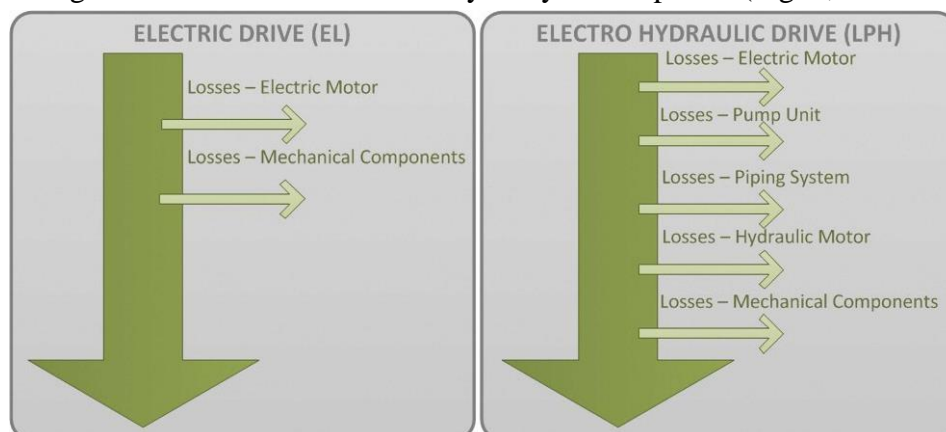 ELECTRIC DRIVE (EL)
Losses – Electric Motor
Losses – Mechanical Components
ELECTRO HYDRAULIC DRIVE (LPH)
Losses – Electric Motor
Losses – Pump Unit
Losses – Piping System
Losses – Hydraulic Motor
Losses – Mechanical Components